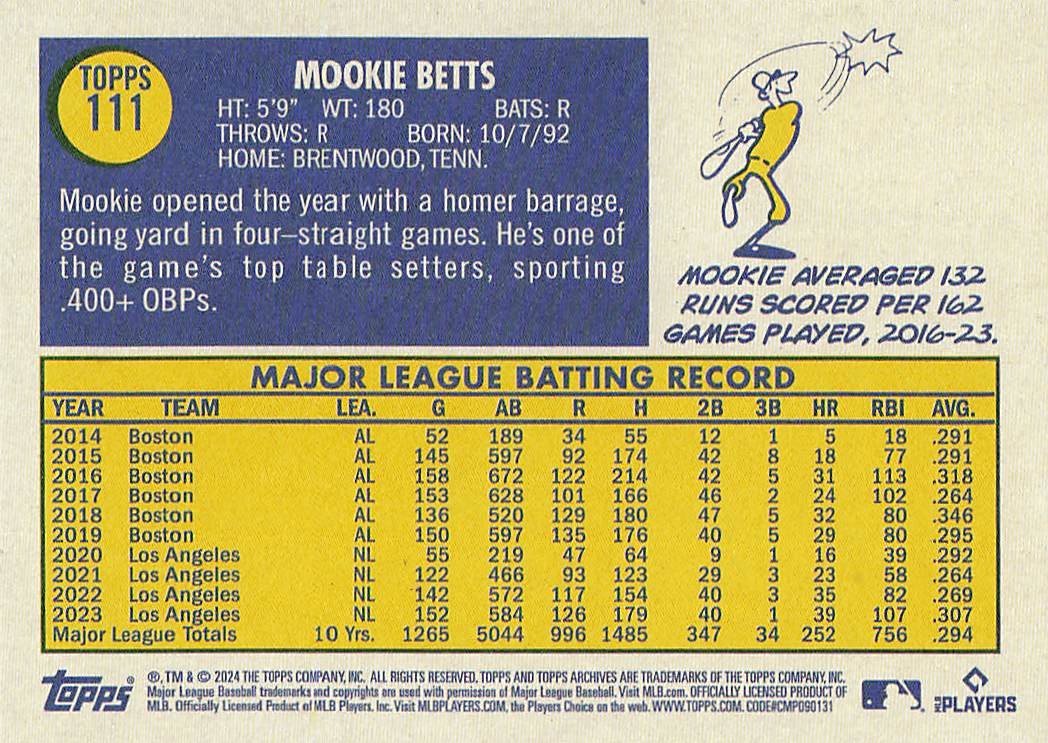 TOPPS
111
MOOKIE BETTS
HT: 5'9" WT: 180 BATS: R
THROWS: R BORN: 10/7/92
HOME: BRENTWOOD, TENN.
Mookie opened the year with a homer barrage,
going yard in four–straight games. He's one of
the game's top table setters, sporting
.400+ OBPs.
MOOKIE AVERAGED 132
RUNS SCORED PER 162
GAMES PLAYED, 2016-23.
MAJOR LEAGUE BATTING RECORD
YEAR TEAM LEA. G AB R H 2B 3B HR RBI AVG.
2014 Boston AL 52 189 34 55 12 1 5 18 .291
2015 Boston AL 145 597 92 174 42 8 18 77 .291
2016 Boston AL 158 672 122 214 42 5 31 113 .318
2017 Boston AL 153 628 101 166 46 2 24 102 .264
2018 Boston AL 136 520 129 180 47 5 32 80 .346
2019 Boston AL 150 597 135 176 40 5 29 80 .295
2020 Los Angeles NL 55 219 47 64 9 1 16 39 .292
2021 Los Angeles NL 122 466 93 123 29 3 23 58 .264
2022 Los Angeles NL 142 572 117 154 40 3 35 82 .269
2023 Los Angeles NL 152 584 126 179 40 1 39 107 .307
Major League Totals 10 Yrs. 1265 5044 996 1485 347 34 252 756 .294
Topps®
®, TM & © 2024 THE TOPPS COMPANY, INC. ALL RIGHTS RESERVED. TOPPS AND TOPPS ARCHIVES ARE TRADEMARKS OF THE TOPPS COMPANY, INC.
Major League Baseball trademarks and copyrights are used with permission of Major League Baseball. Visit MLB.com. OFFICIALLY LICENSED PRODUCT OF
MLB. Officially Licensed Product of MLB Players, Inc. Visit MLBPLAYERS.COM, the Players Choice on the web. WWW.TOPPS.COM. CODE#CMP090131
MLB PLAYERS